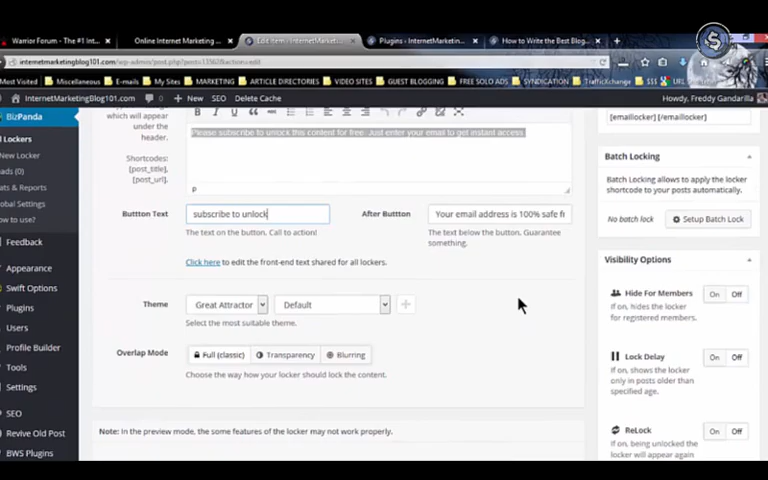 Warrior Forum - The #1 Int...
Online Internet Marketing ...
Edit Item ‹ InternetMarketi...
Plugins ‹ InternetMarketin...
How to Write the Best Blog...
internetmarketingblog101.com/wp-admin/post.php?post=13562&action=edit
Most Visited
Miscellaneous
E-mails
My Sites
MARKETING
ARTICLE DIRECTORIES
VIDEO SITES
GUEST BLOGGING
FREE SOLO ADS
SYNDICATION
TrafficXchange
$$$
URL
InternetMarketingBlog101.com
0
+ New
SEO
Delete Cache
Howdy, Freddy Gandarilla
BizPanda
Lockers
New Locker
ads (0)
ats & Reports
obal Settings
ow to use?
Feedback
Appearance
Swift Options
Plugins
Users
Profile Builder
Tools
Settings
SEO
Revive Old Post
BWS Plugins
which will appear
under the
header.
Shortcodes:
[post_title],
[post_url].
B I U
Please subscribe to unlock this content for free. Just enter your email to get instant access.
P
Buttton Text
subscribe to unlock
The text on the button. Call to action!
After Buttton
Your email address is 100% safe fr
The text below the button. Guarantee
something.
Click here to edit the front-end text shared for all lockers.
Theme
Great Attractor
Default
Select the most suitable theme.
Overlap Mode
Full (classic)
Transparency
Blurring
Choose the way how your locker should lock the content.
Note: In the preview mode, the some features of the locker may not work properly.
[emaillocker] [/emaillocker]
Batch Locking
Batch Locking allows to apply the locker
shortcode to your posts automatically.
No batch lock
Setup Batch Lock
Visibility Options
Hide For Members
On Off
If on, hides the locker
for registered members.
Lock Delay
On Off
If on, shows the locker
only in posts older than
specified age.
ReLock
On Off
If on, being unlocked the
locker will appear again